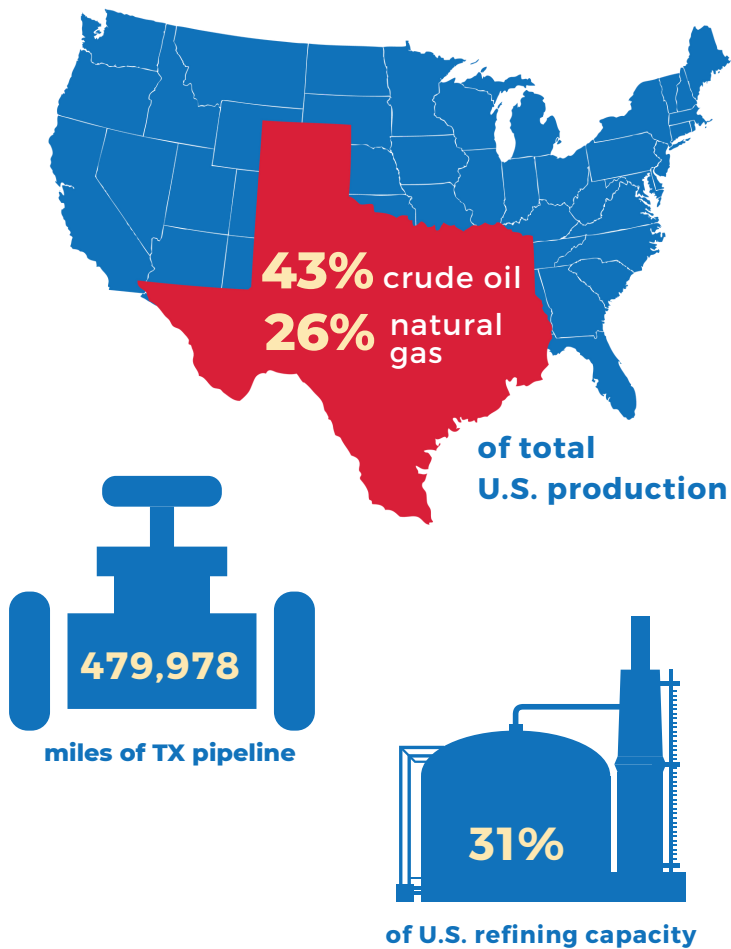 43% crude oil
26% natural
gas
of total
U.S. production
479,978
miles of TX pipeline
31%
of U.S. refining capacity